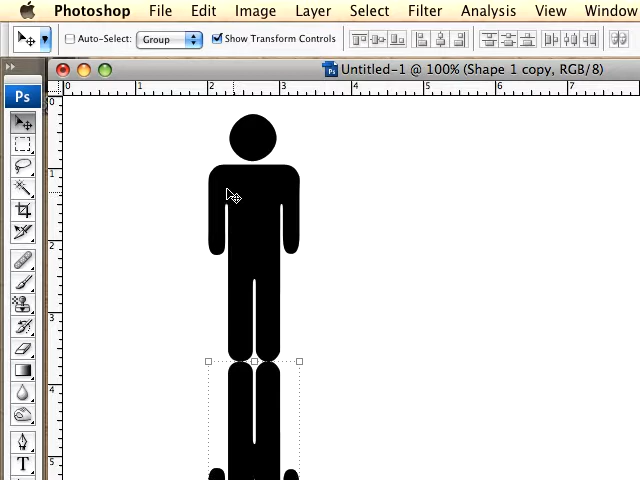 Photoshop File Edit Image Layer Select Filter Analysis View Window
Auto-Select: Group Show Transform Controls
Untitled-1 @ 100% (Shape 1 copy, RGB/8)
Ps
0 1 2 3 4 5 6 7
0
1
2
3
4
5
T